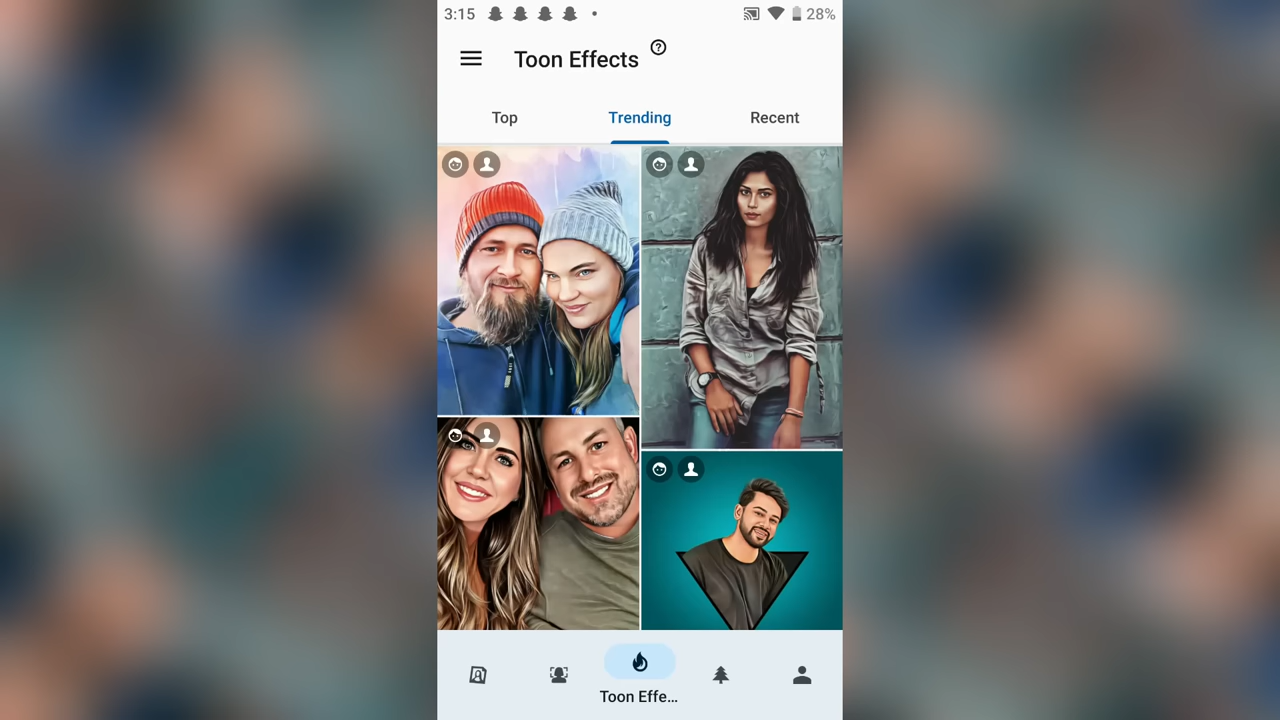 3:15
28%
Toon Effects ?
Top
Trending
Recent
Toon Effe...